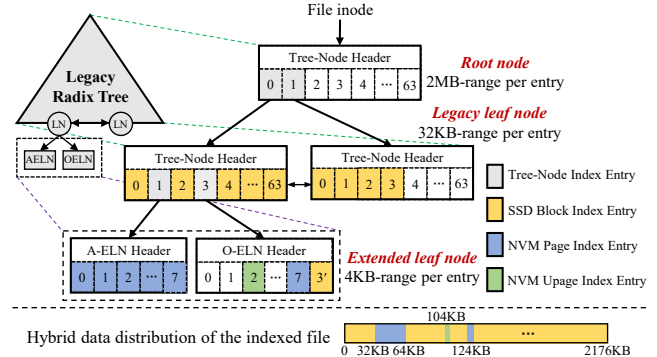 File inode
Tree-Node Header
0 1 2 3 4 ... 63
Root node
2MB-range per entry
Legacy
Radix Tree
LN LN
AELN OELN
Legacy leaf node
32KB-range per entry
Tree-Node Header
0 1 2 3 4 ... 63
Tree-Node Header
0 1 2 3 4 ... 63
Tree-Node Index Entry
SSD Block Index Entry
NVM Page Index Entry
NVM Upage Index Entry
A-ELN Header
0 1 2 ... 7
O-ELN Header
0 1 2 ... 7 3′
Extended leaf node
4KB-range per entry
Hybrid data distribution of the indexed file
104KB
...
0 32KB 64KB 124KB 2176KB